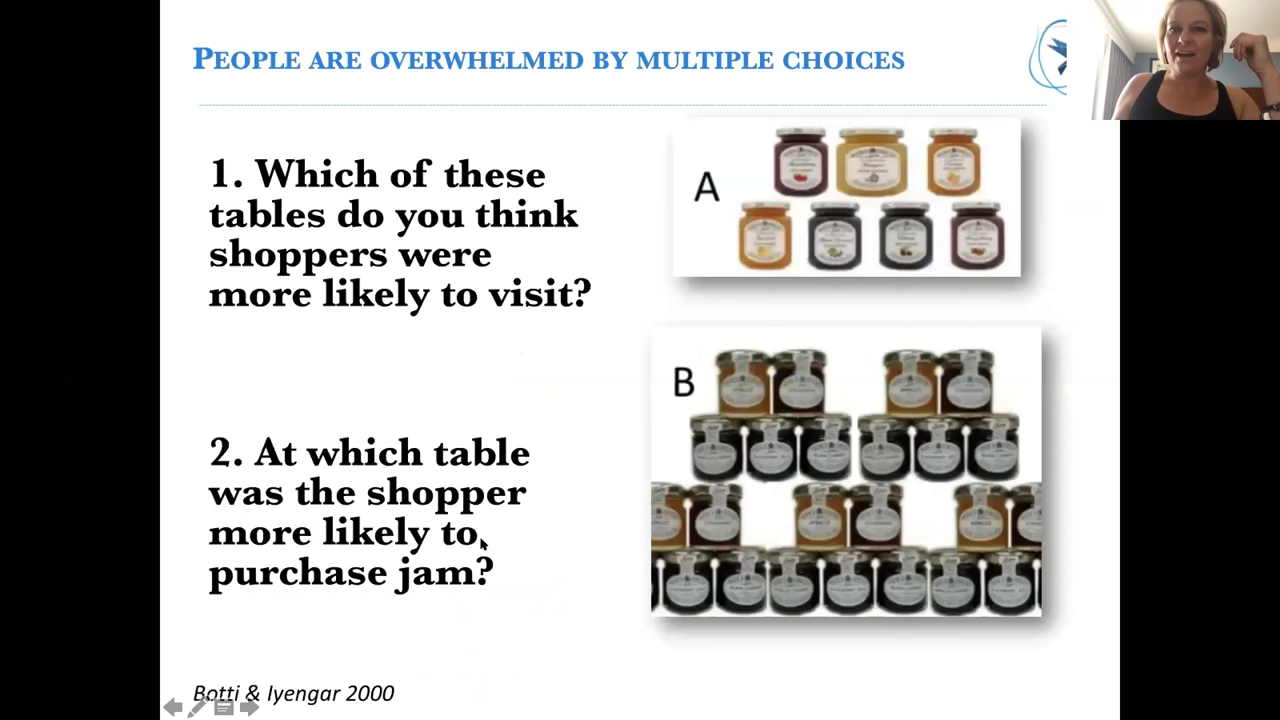 PEOPLE ARE OVERWHELMED BY MULTIPLE CHOICES
1. Which of these
tables do you think
shoppers were
more likely to visit?
A
B
2. At which table
was the shopper
more likely to
purchase jam?
Botti & Iyengar 2000